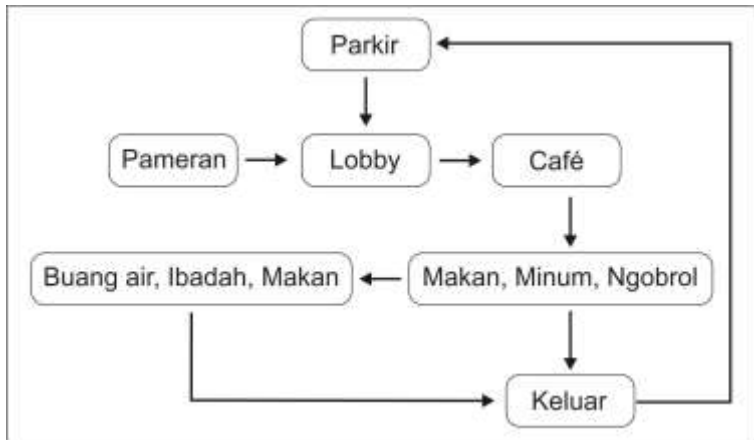 Parkir
Pameran
Lobby
Café
Buang air, Ibadah, Makan
Makan, Minum, Ngobrol
Keluar